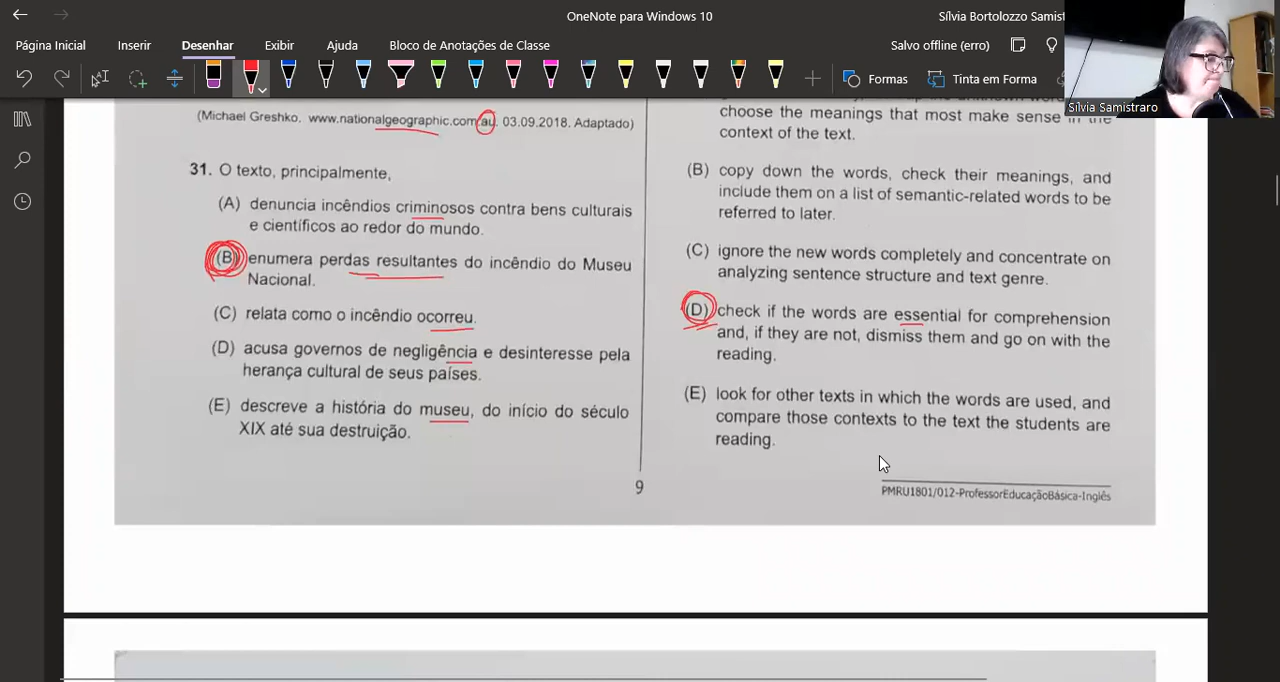 OneNote para Windows 10
Sílvia Bortolozzo Samist
Página Inicial
Inserir
Desenhar
Exibir
Ajuda
Bloco de Anotações de Classe
Salvo offline (erro)
Formas
Tinta em Forma
Sílvia Samistraro
(Michael Greshko. www.nationalgeographic.com.au. 03.09.2018. Adaptado)
31. O texto, principalmente,
(A) denuncia incêndios criminosos contra bens culturais
e científicos ao redor do mundo.
(B) enumera perdas resultantes do incêndio do Museu
Nacional.
(C) relata como o incêndio ocorreu.
(D) acusa governos de negligência e desinteresse pela
herança cultural de seus países.
(E) descreve a história do museu, do início do século
XIX até sua destruição.
9
choose the meanings that most make sense in the
context of the text.
(B) copy down the words, check their meanings, and
include them on a list of semantic-related words to be
referred to later.
(C) ignore the new words completely and concentrate on
analyzing sentence structure and text genre.
(D) check if the words are essential for comprehension
and, if they are not, dismiss them and go on with the
reading.
(E) look for other texts in which the words are used, and
compare those contexts to the text the students are
reading.
PMRU1801/012-ProfessorEducaçãoBásica-Inglês